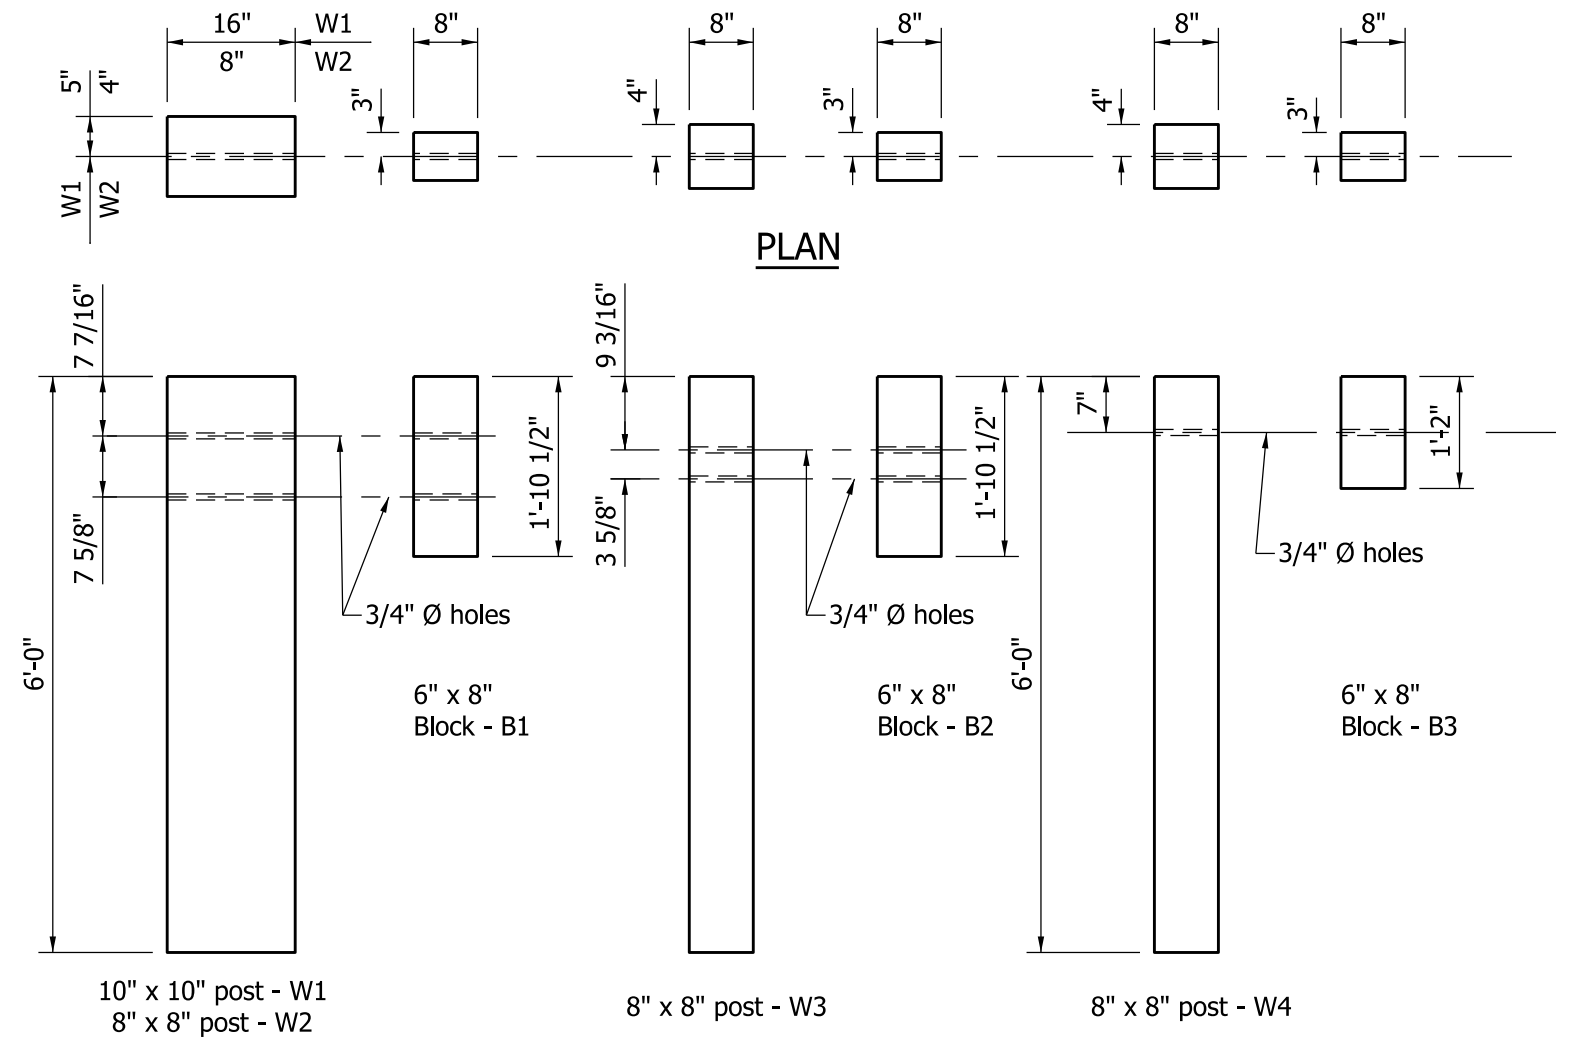 16" W1
8" W2
8"
8"
8"
8"
8"
5" 4"
W1 W2
3"
4"
3"
4"
3"
PLAN
7 7/16"
7 5/8"
6'-0"
1'-10 1/2"
3/4" Ø holes
6" x 8"
Block - B1
10" x 10" post - W1
8" x 8" post - W2
9 3/16"
3 5/8"
1'-10 1/2"
3/4" Ø holes
6" x 8"
Block - B2
8" x 8" post - W3
6'-0"
7"
1'-2"
3/4" Ø holes
6" x 8"
Block - B3
8" x 8" post - W4